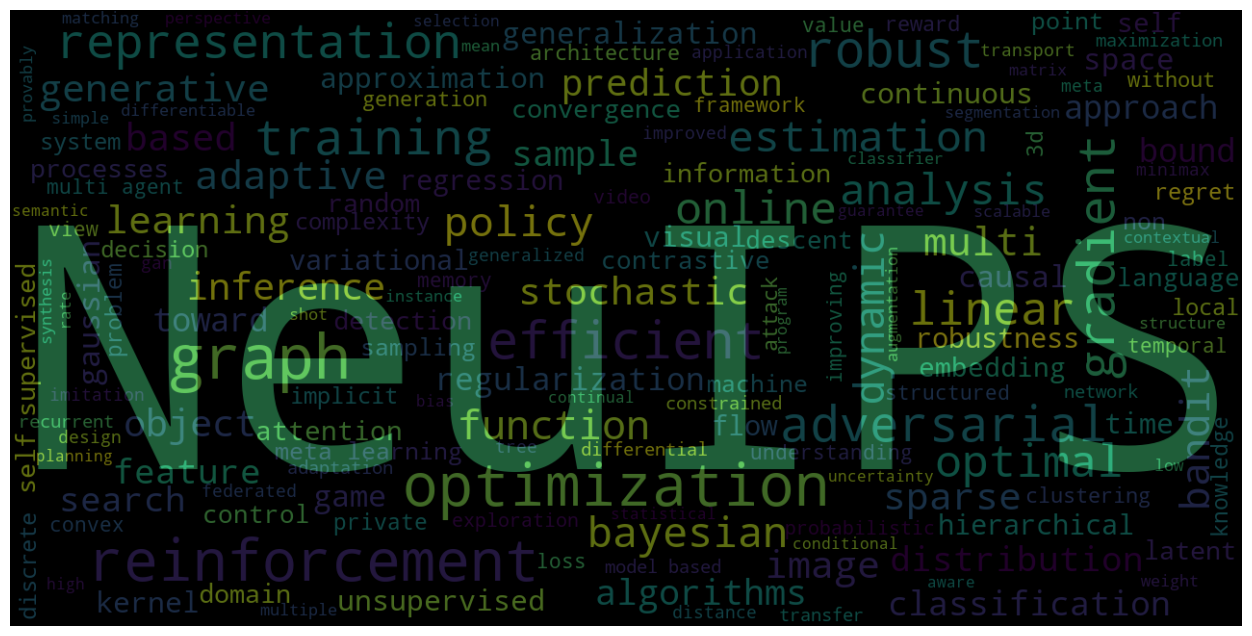 matching perspective selection value reward point self
representation mean generalization architecture application robust transport maximization
provably generative approximation prediction continuous space matrix meta without
simple differentiable generation convergence framework segmentation approach
system based training sample improved estimation 3d bound
processes adaptive regression information classifier analysis minimax
multi agent random video regret
semantic learning complexity policy online guarantee scalable non gradient
view decision variational generalized visual descent multi contextual
gaussian gan contrastive memory dynamic causal label language
self supervised synthesis rate problem inference instance stochastic attack program improving augmentation linear local
NeurIPS
toward shot detection efficient robustness structure
graph sampling embedding temporal
imitation implicit bias regularization continual machine constrained structured network
recurrent object attention function flow adversarial time bandit
design meta learning tree differential understanding optimal low knowledge
planning feature adaptation uncertainty
search federated game optimization sparse clustering
discrete convex control private exploration statistical bayesian probabilistic hierarchical
reinforcement loss conditional distribution latent
high kernel domain model based image aware weight
multiple unsupervised algorithms distance transfer classification